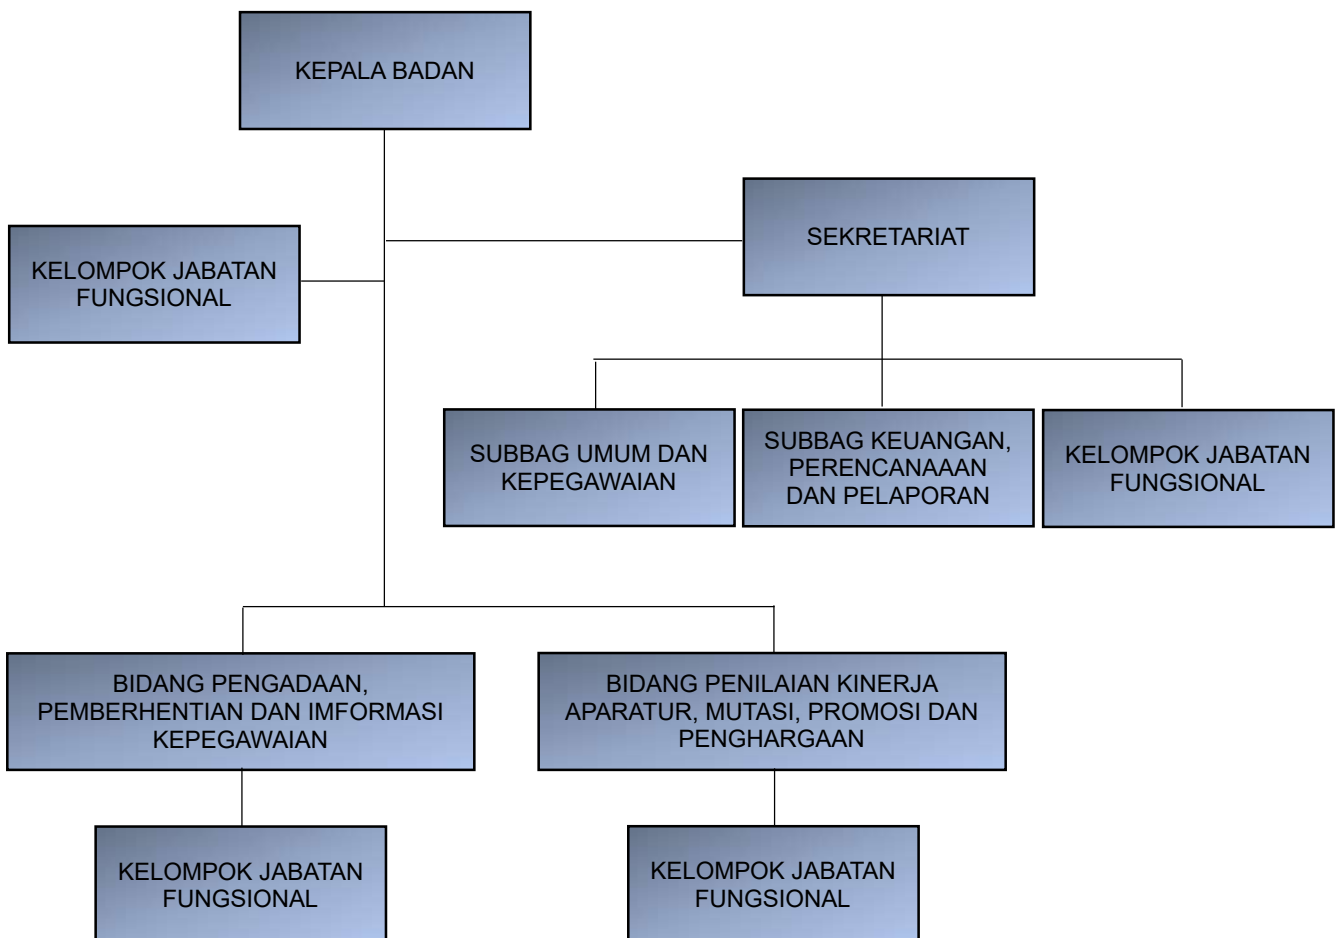 KEPALA BADAN
SEKRETARIAT
KELOMPOK JABATAN
FUNGSIONAL
SUBBAG UMUM DAN
KEPEGAWAIAN
SUBBAG KEUANGAN,
PERENCANAAAN
DAN PELAPORAN
KELOMPOK JABATAN
FUNGSIONAL
BIDANG PENGADAAN,
PEMBERHENTIAN DAN IMFORMASI
KEPEGAWAIAN
BIDANG PENILAIAN KINERJA
APARATUR, MUTASI, PROMOSI DAN
PENGHARGAAN
KELOMPOK JABATAN
FUNGSIONAL
KELOMPOK JABATAN
FUNGSIONAL